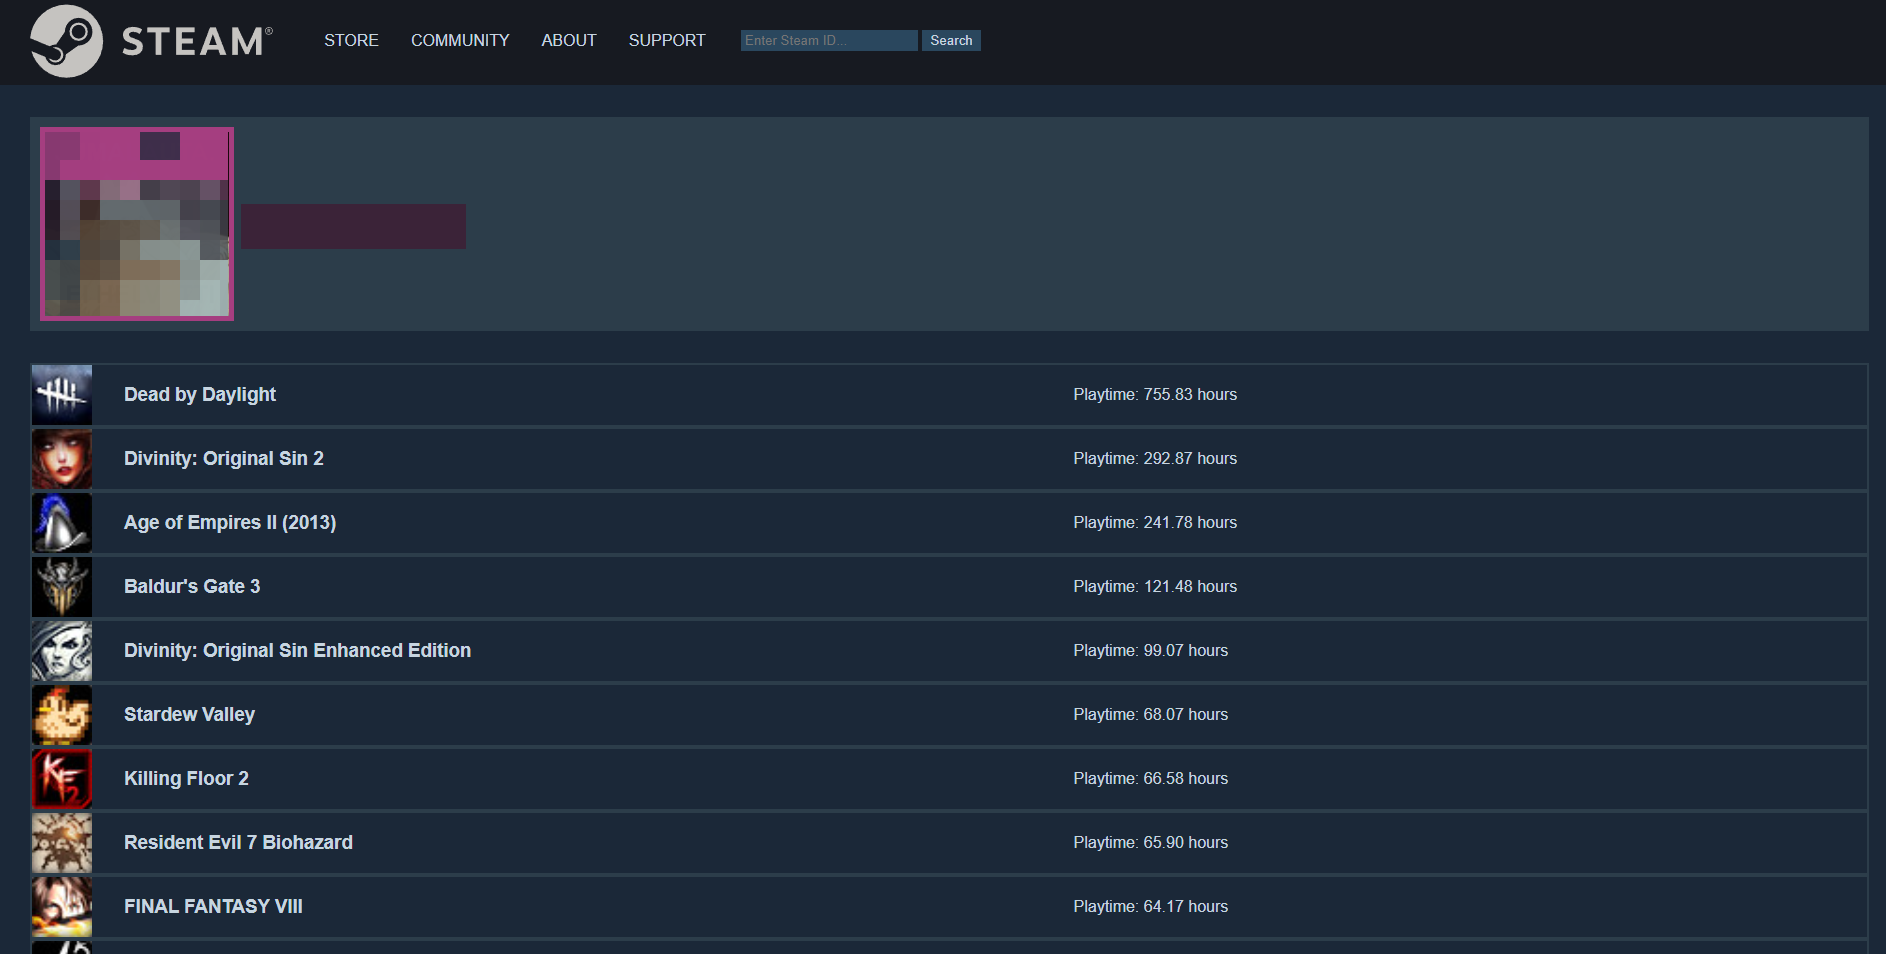 STEAM®
STORE COMMUNITY ABOUT SUPPORT Enter Steam ID... Search
Dead by Daylight Playtime: 755.83 hours
Divinity: Original Sin 2 Playtime: 292.87 hours
Age of Empires II (2013) Playtime: 241.78 hours
Baldur's Gate 3 Playtime: 121.48 hours
Divinity: Original Sin Enhanced Edition Playtime: 99.07 hours
Stardew Valley Playtime: 68.07 hours
KF2
Killing Floor 2 Playtime: 66.58 hours
Resident Evil 7 Biohazard Playtime: 65.90 hours
FINAL FANTASY VIII Playtime: 64.17 hours